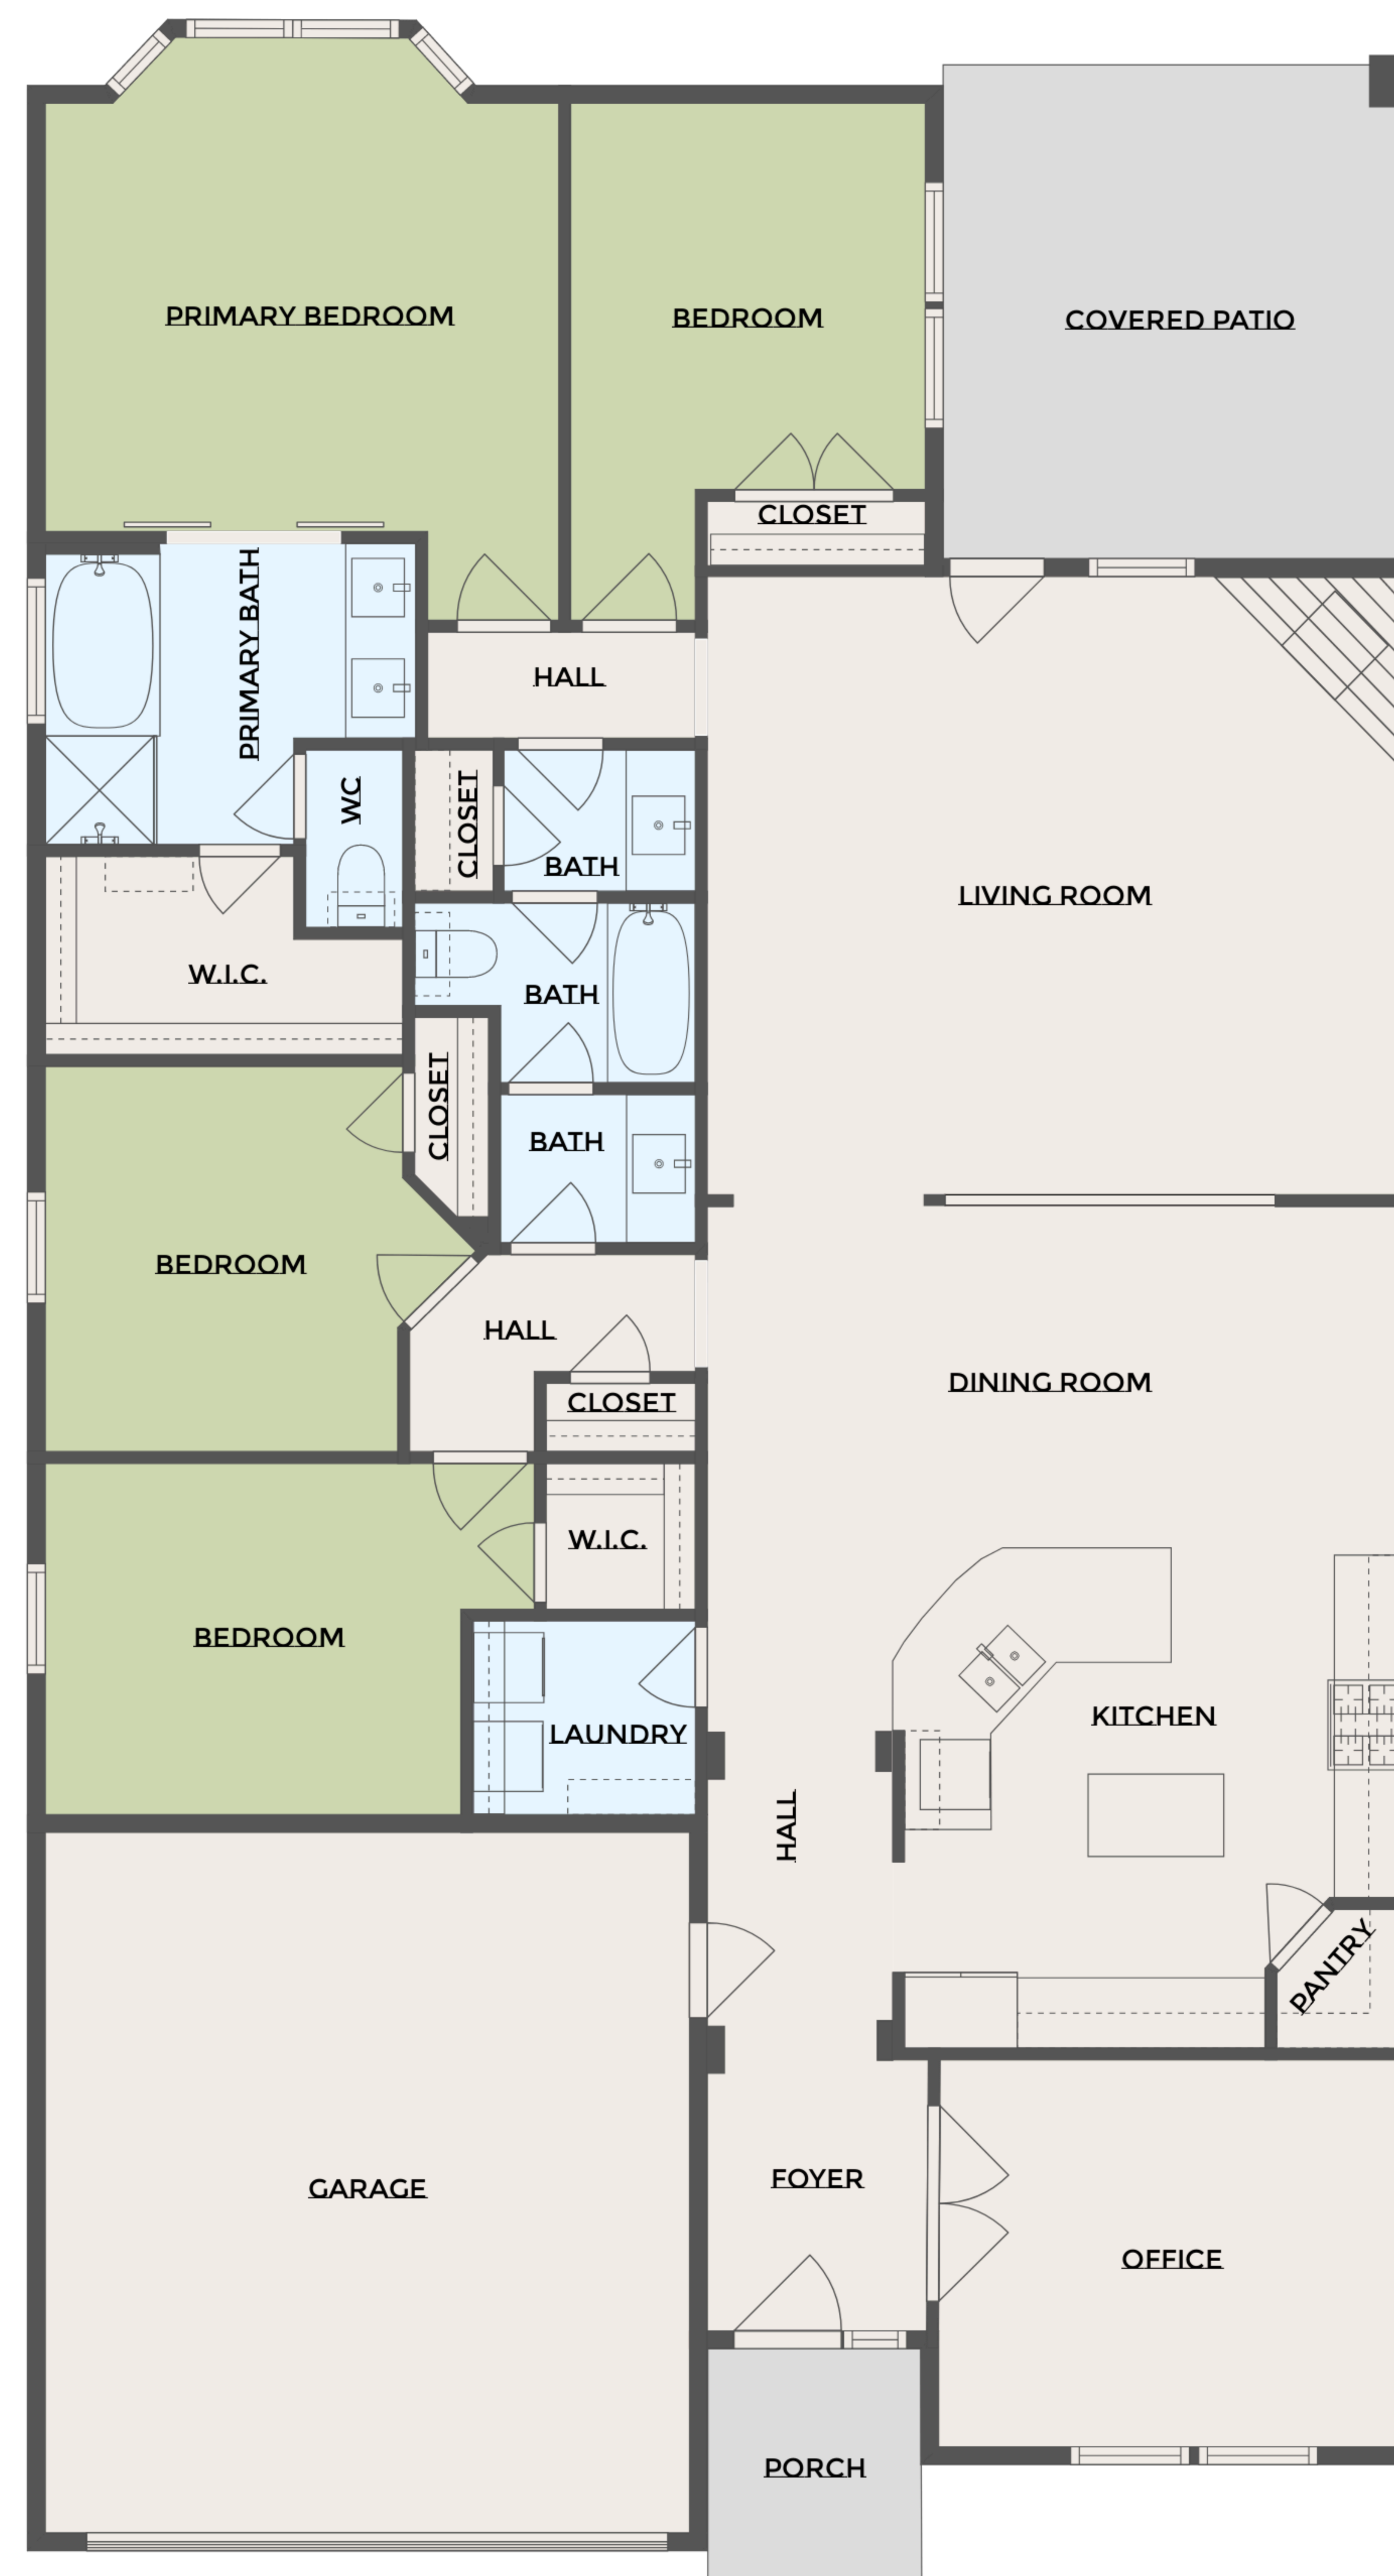 PRIMARY BEDROOM
BEDROOM
COVERED PATIO
CLOSET
PRIMARY BATH
HALL
WC
CLOSET
BATH
LIVING ROOM
W.I.C.
BATH
CLOSET
BATH
BEDROOM
HALL
DINING ROOM
CLOSET
W.I.C.
BEDROOM
KITCHEN
LAUNDRY
HALL
PANTRY
FOYER
GARAGE
OFFICE
PORCH